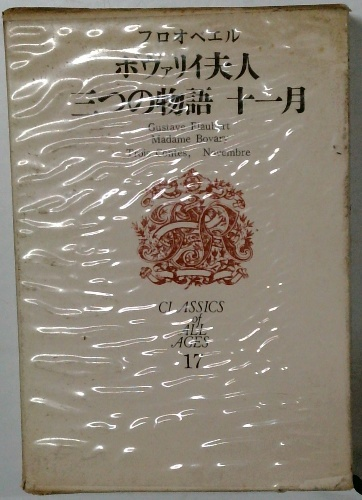 フロオベエル
ボヴァリイ夫人
三つの物語 十一月
Gustave Flaubert
Madame Bovary
Trois Contes, Novembre
CLASSICS
of
ALL
AGES
17